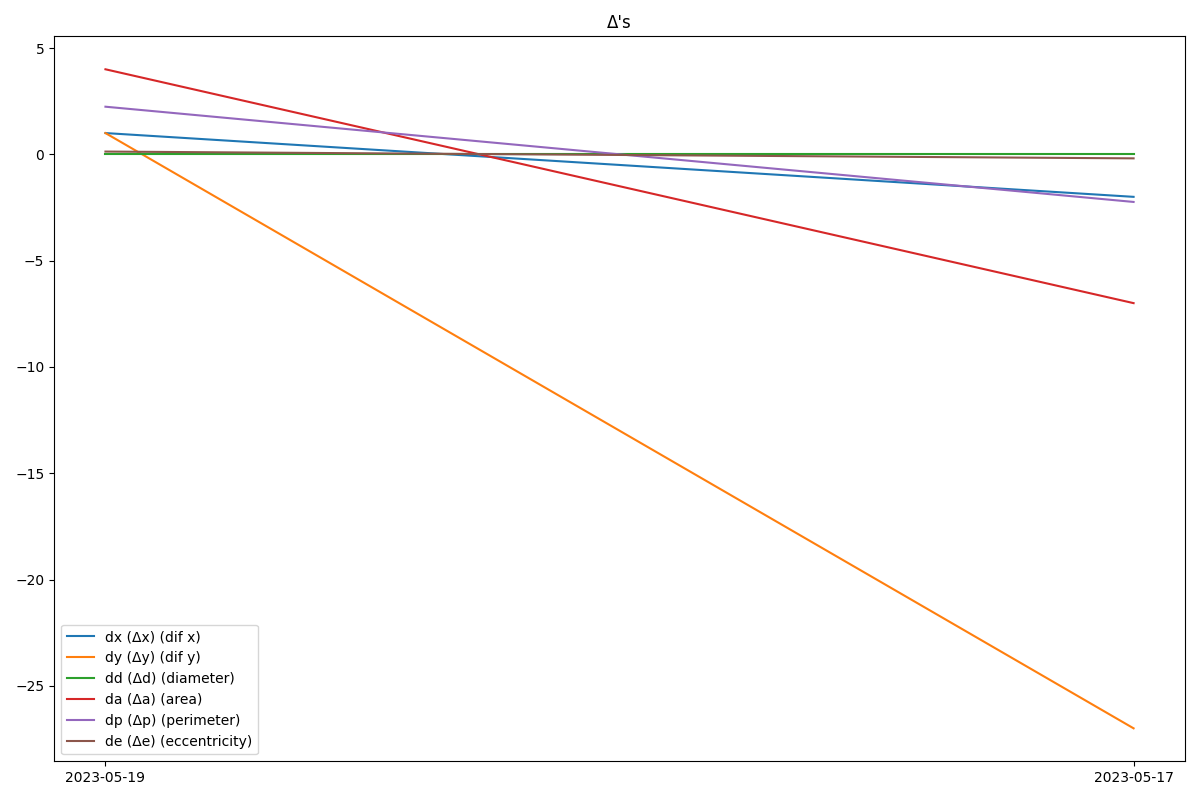 Δ's
5
0
−5
−10
−15
−20
−25
dx (Δx) (dif x)
dy (Δy) (dif y)
dd (Δd) (diameter)
da (Δa) (area)
dp (Δp) (perimeter)
de (Δe) (eccentricity)
2023-05-19 2023-05-17